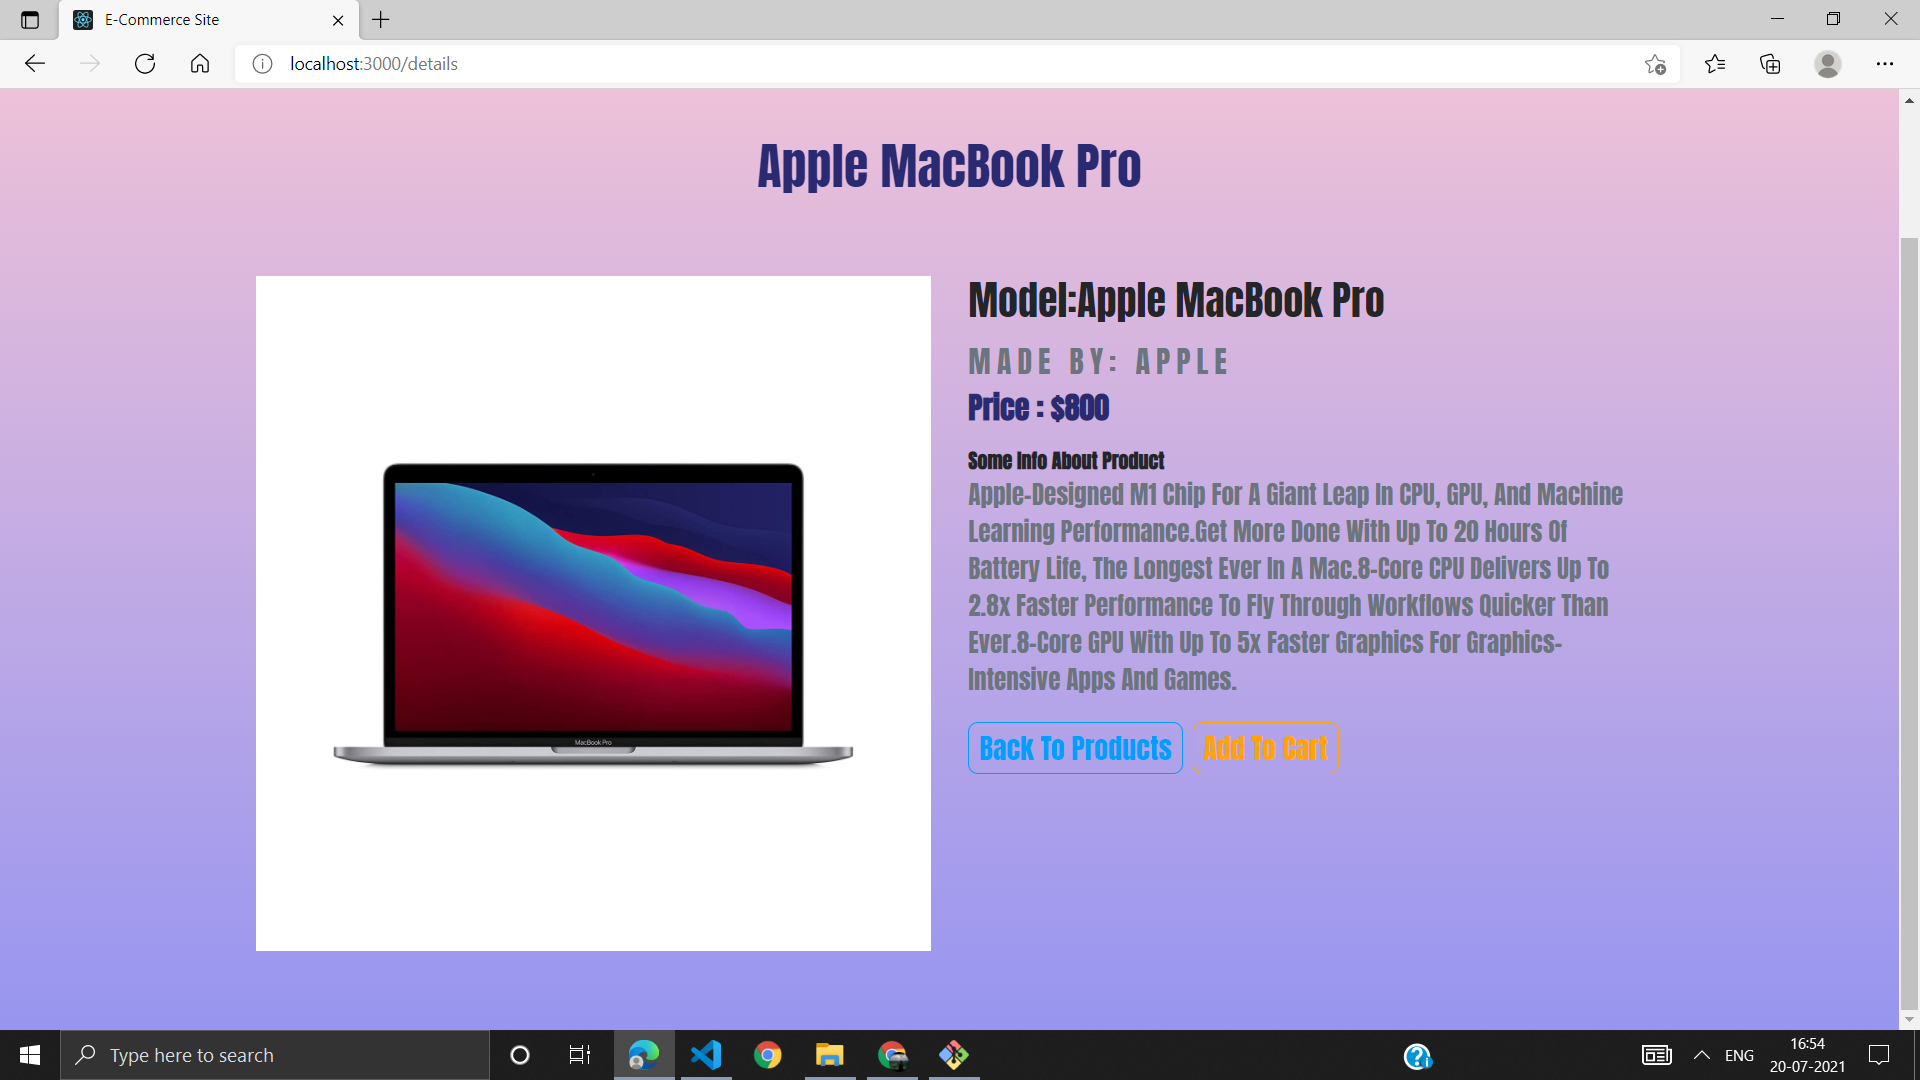 E-Commerce Site
localhost:3000/details
Apple MacBook Pro
Model:Apple MacBook Pro
MADE BY: APPLE
Price : $800
Some Info About Product
Apple-Designed M1 Chip For A Giant Leap In CPU, GPU, And Machine
Learning Performance.Get More Done With Up To 20 Hours Of
Battery Life, The Longest Ever In A Mac.8-Core CPU Delivers Up To
2.8x Faster Performance To Fly Through Workflows Quicker Than
Ever.8-Core GPU With Up To 5x Faster Graphics For Graphics-
Intensive Apps And Games.
MacBook Pro
Back To Products
Add To Cart
Type here to search
ENG
16:54
20-07-2021